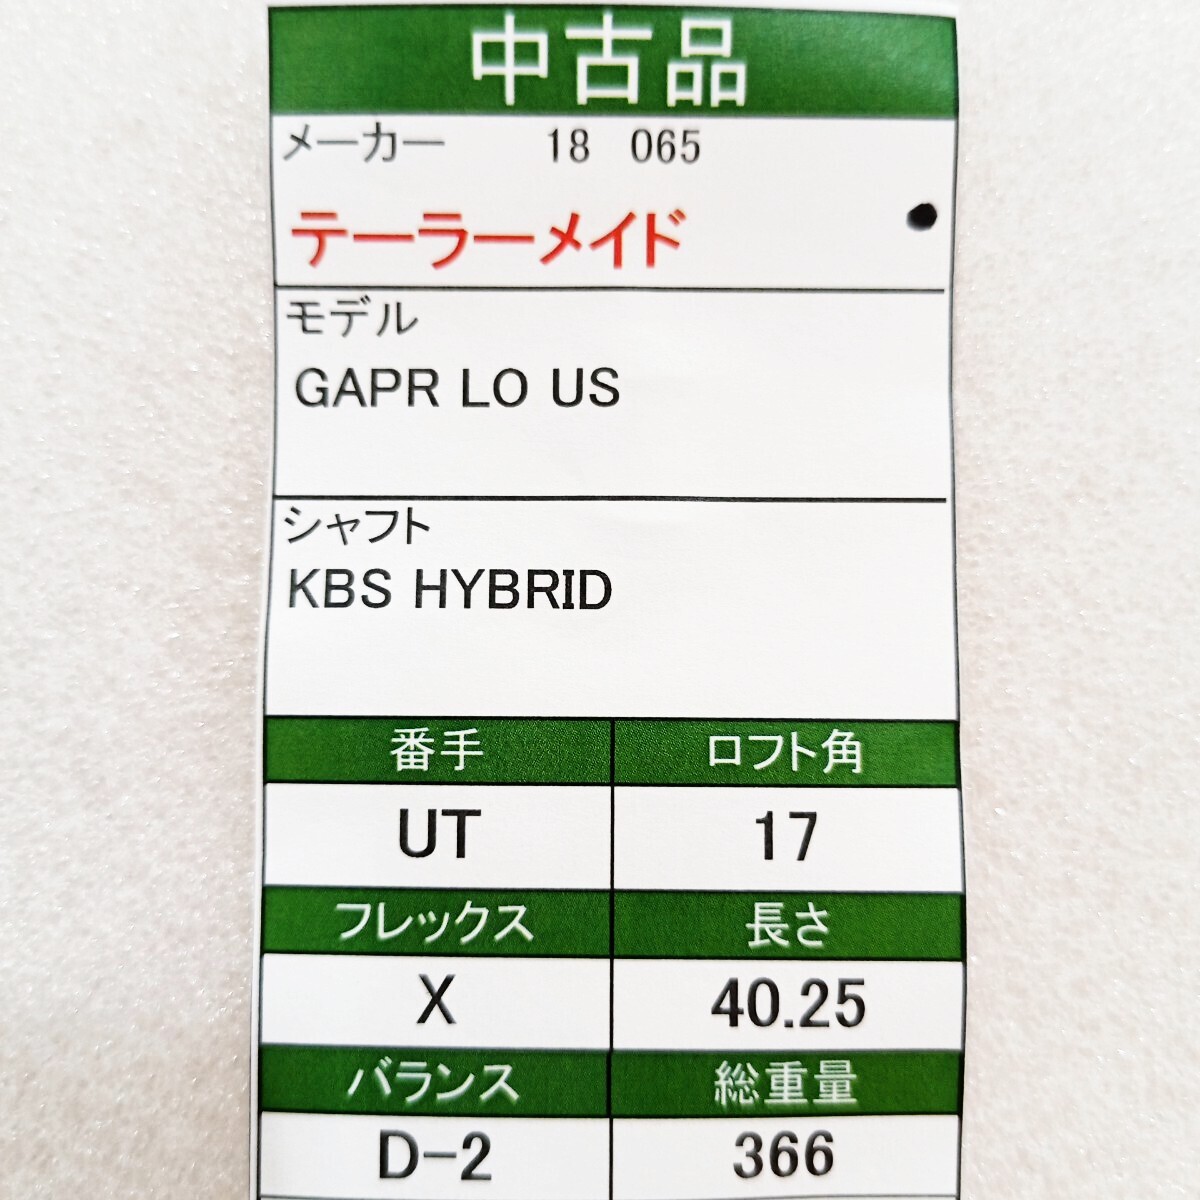 中古品
メーカー 18 065
テーラーメイド
モデル
GAPR LO US
シャフト
KBS HYBRID
番手 ロフト角
UT 17
フレックス 長さ
X 40.25
バランス 総重量
D-2 366